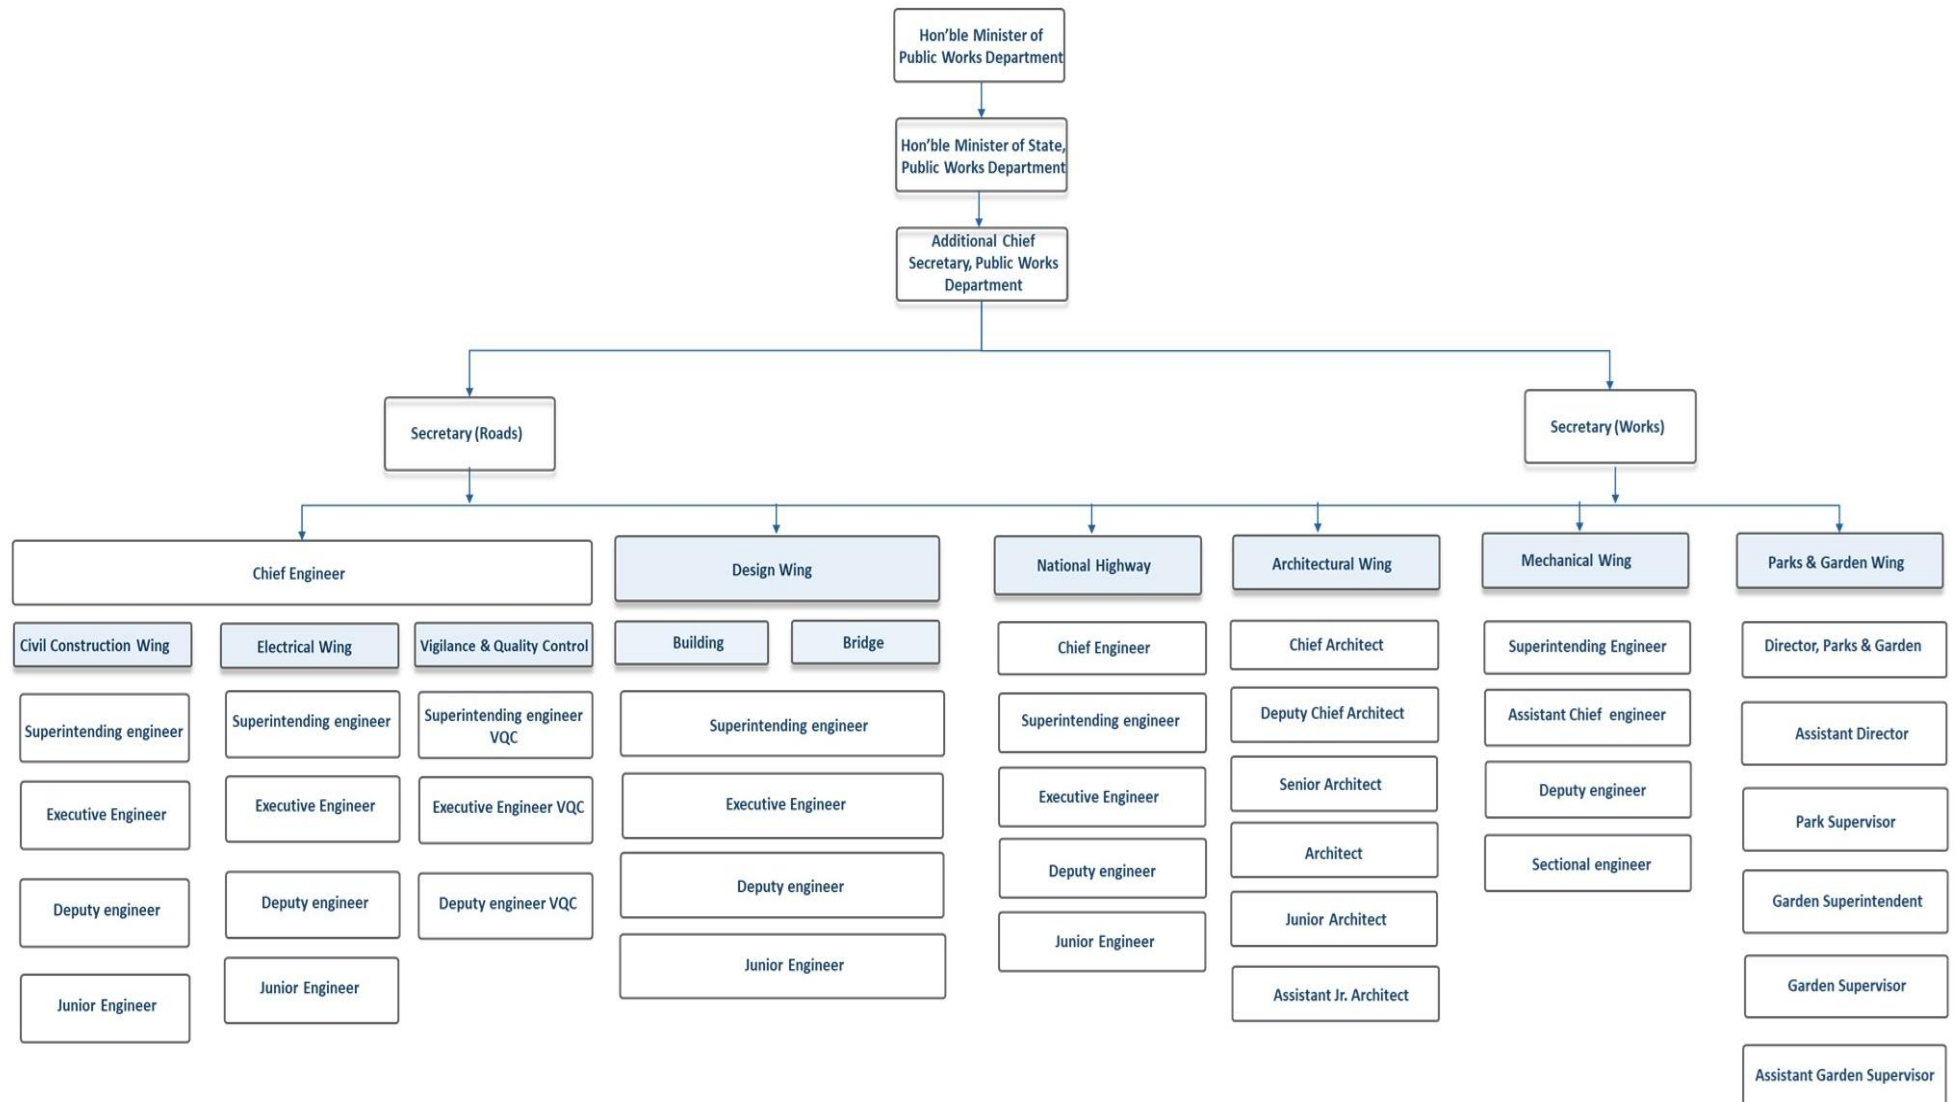 Hon'ble Minister of
Public Works Department
Hon'ble Minister of State,
Public Works Department
Additional Chief
Secretary, Public Works
Department
Secretary (Roads)
Secretary (Works)
Chief Engineer
Civil Construction Wing
Superintending engineer
Executive Engineer
Deputy engineer
Junior Engineer
Electrical Wing
Superintending engineer
Executive Engineer
Deputy engineer
Junior Engineer
Vigilance & Quality Control
Superintending engineer
VQC
Executive Engineer VQC
Deputy engineer VQC
Design Wing
Building
Bridge
Superintending engineer
Executive Engineer
Deputy engineer
Junior Engineer
National Highway
Chief Engineer
Superintending engineer
Executive Engineer
Deputy engineer
Junior Engineer
Architectural Wing
Chief Architect
Deputy Chief Architect
Senior Architect
Architect
Junior Architect
Assistant Jr. Architect
Mechanical Wing
Superintending Engineer
Assistant Chief engineer
Deputy engineer
Sectional engineer
Parks & Garden Wing
Director, Parks & Garden
Assistant Director
Park Supervisor
Garden Superintendent
Garden Supervisor
Assistant Garden Supervisor